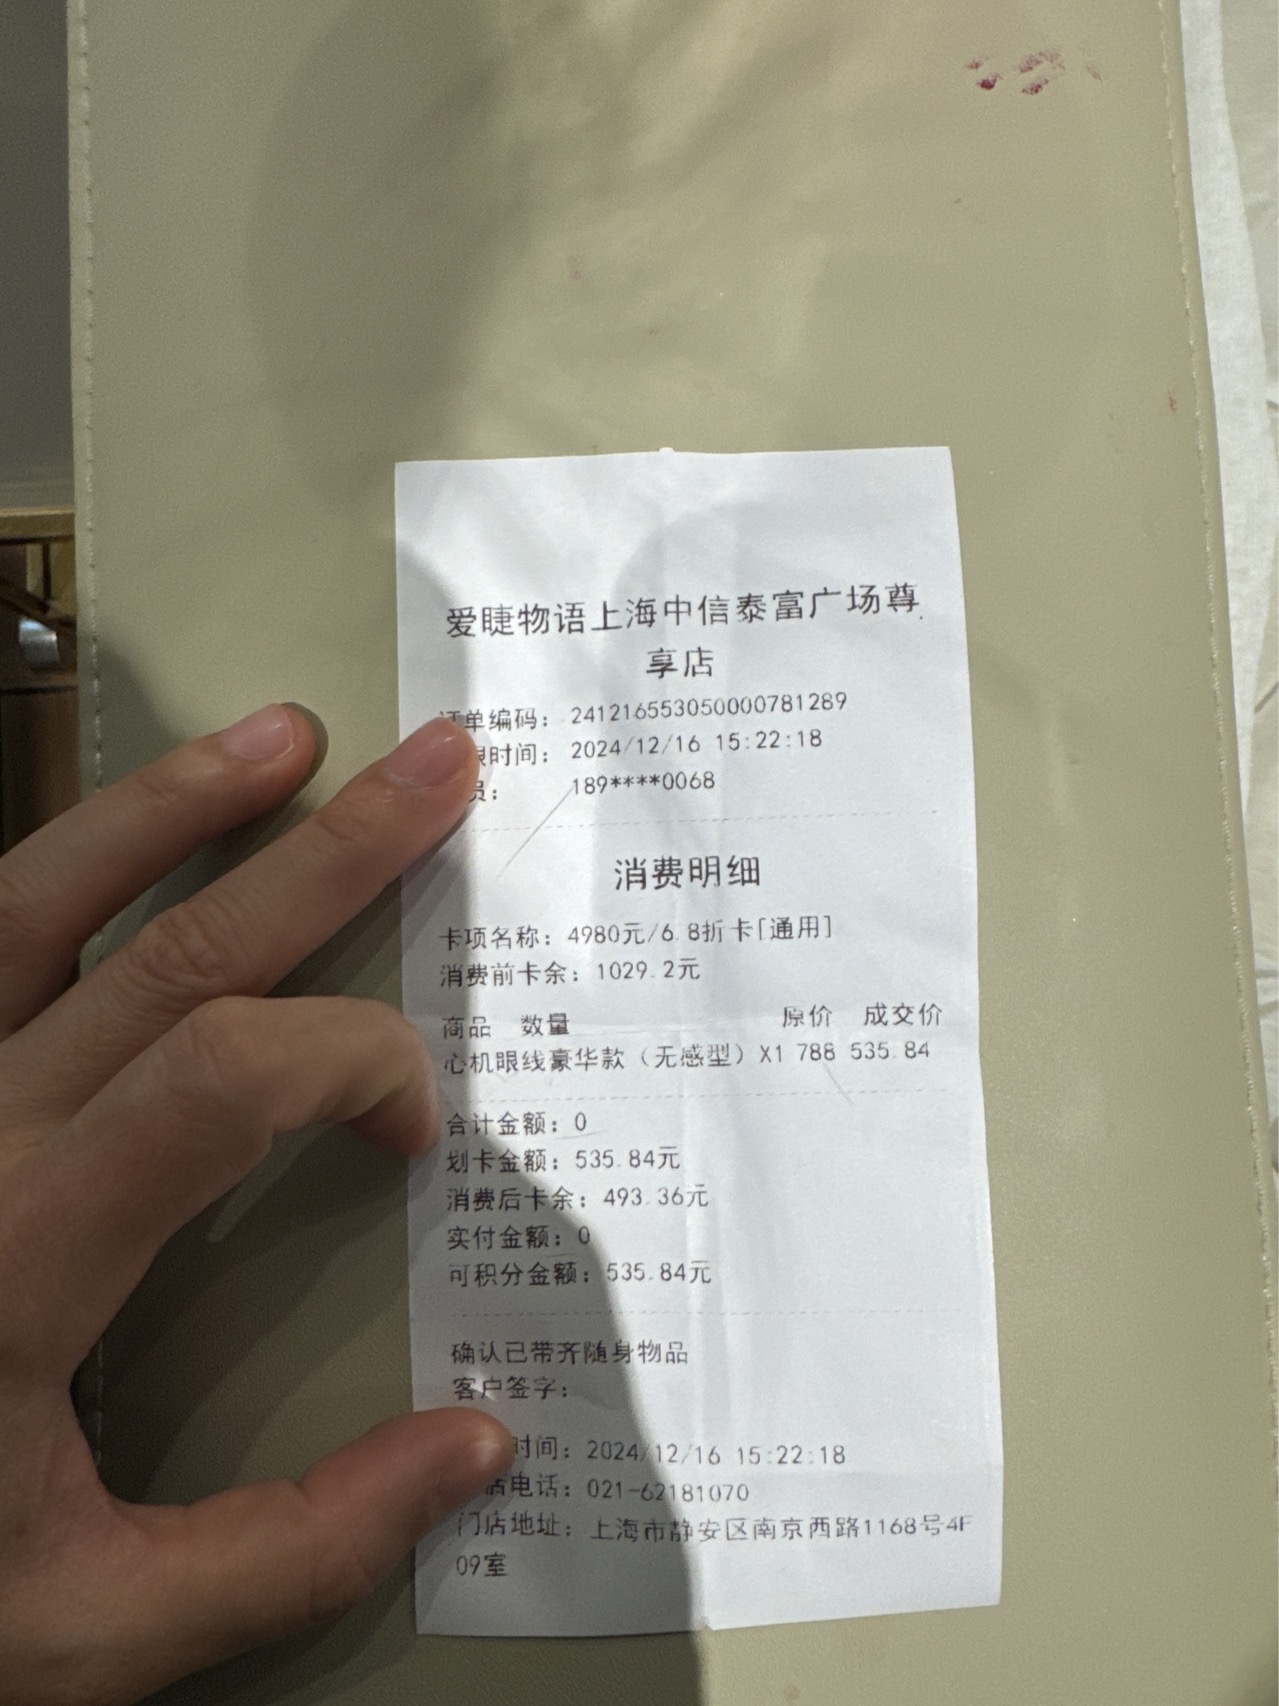 爱睫物语上海中信泰富广场尊
享店
订单编码：241216553050000781289
时间：2024/12/16 15:22:18
员：189****0068
消费明细
卡项名称：4980元/6.8折卡[通用]
消费前卡余：1029.2元
商品 数量 原价 成交价
心机眼线豪华款（无感型）X1 788 535.84
合计金额：0
划卡金额：535.84元
消费后卡余：493.36元
实付金额：0
可积分金额：535.84元
确认已带齐随身物品
客户签字：
时间：2024/12/16 15:22:18
店电话：021-62181070
门店地址：上海市静安区南京西路1168号4F
09室